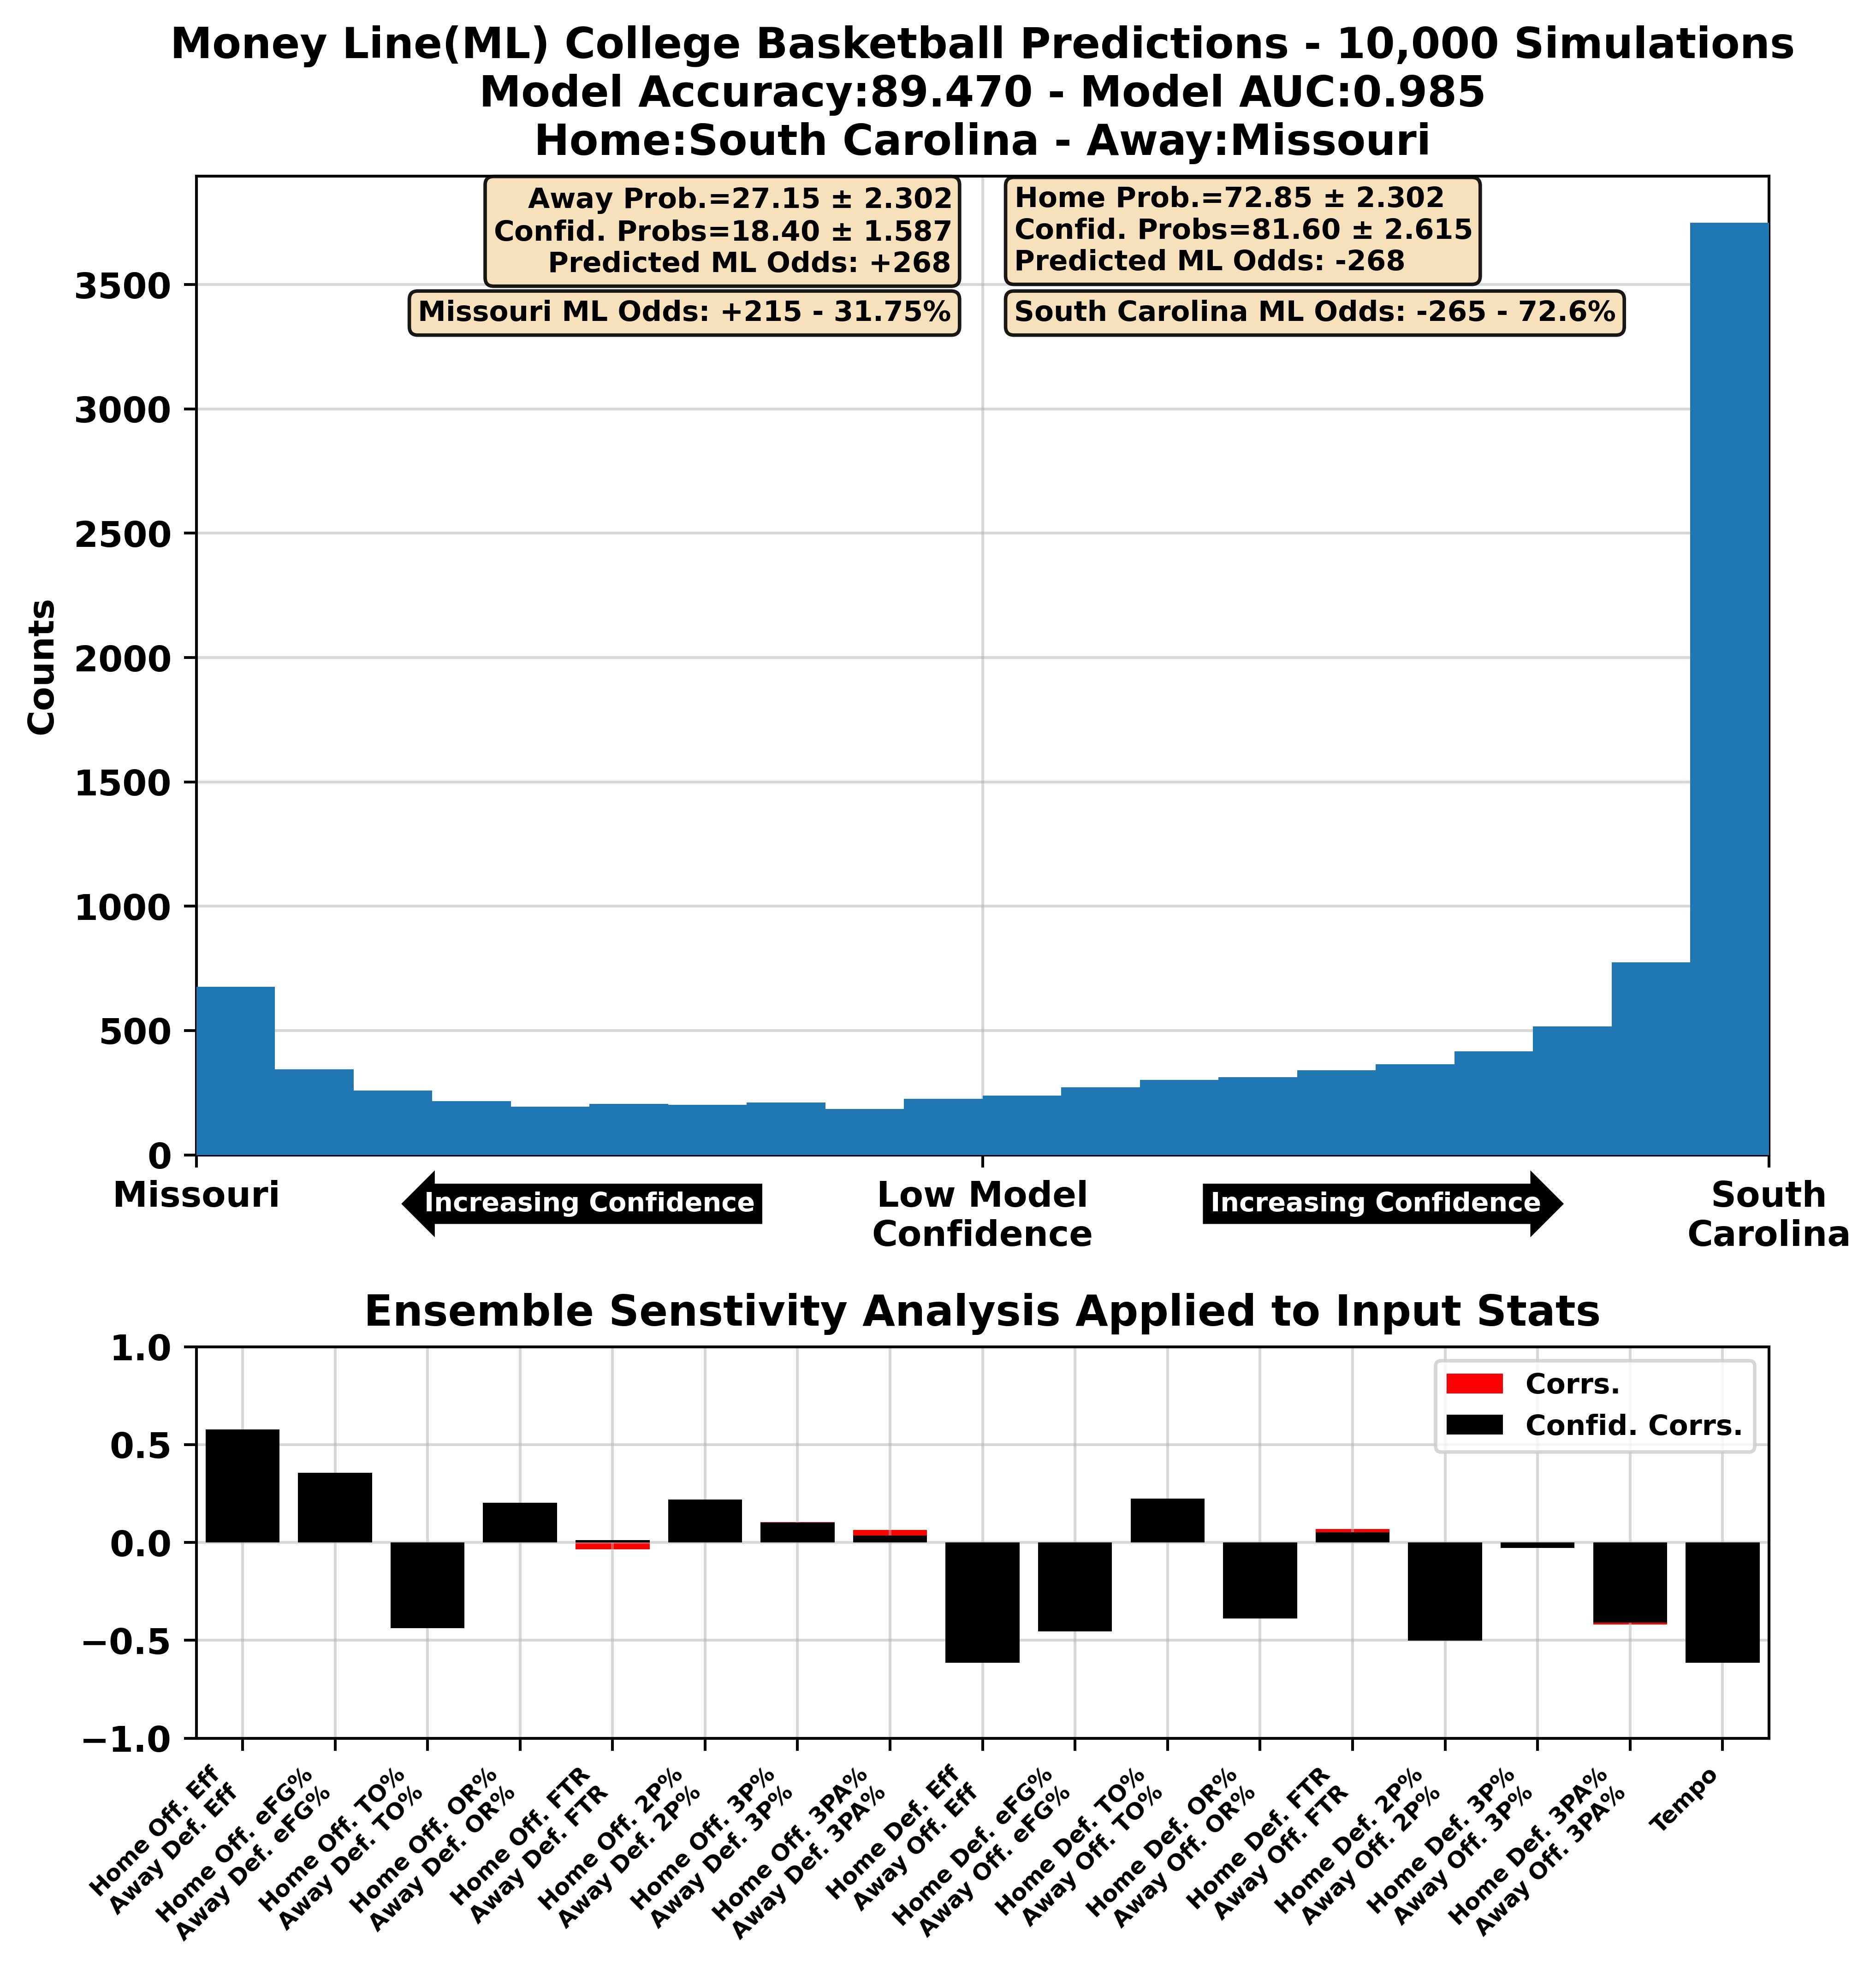 Money Line(ML) College Basketball Predictions - 10,000 Simulations
Model Accuracy:89.470 - Model AUC:0.985
Home:South Carolina - Away:Missouri
Away Prob.=27.15 ± 2.302
Confid. Probs=18.40 ± 1.587
Predicted ML Odds: +268
Missouri ML Odds: +215 - 31.75%
Home Prob.=72.85 ± 2.302
Confid. Probs=81.60 ± 2.615
Predicted ML Odds: -268
South Carolina ML Odds: -265 - 72.6%
Counts
3500
3000
2500
2000
1500
1000
500
0
Missouri
Increasing Confidence
Low Model
Confidence
Increasing Confidence
South
Carolina
Ensemble Senstivity Analysis Applied to Input Stats
Corrs.
Confid. Corrs.
1.0
0.5
0.0
−0.5
−1.0
Home Off. Eff
Away Def. Eff
Home Off. eFG%
Away Def. eFG%
Home Off. TO%
Away Def. TO%
Home Off. OR%
Away Def. OR%
Home Off. FTR
Away Def. FTR
Home Off. 2P%
Away Def. 2P%
Home Off. 3P%
Away Def. 3P%
Home Off. 3PA%
Away Def. 3PA%
Home Def. Eff
Away Off. Eff
Home Def. eFG%
Away Off. eFG%
Home Def. TO%
Away Off. TO%
Home Def. OR%
Away Off. OR%
Home Def. FTR
Away Off. FTR
Home Def. 2P%
Away Off. 2P%
Home Def. 3P%
Away Off. 3P%
Home Def. 3PA%
Away Off. 3PA%
Tempo